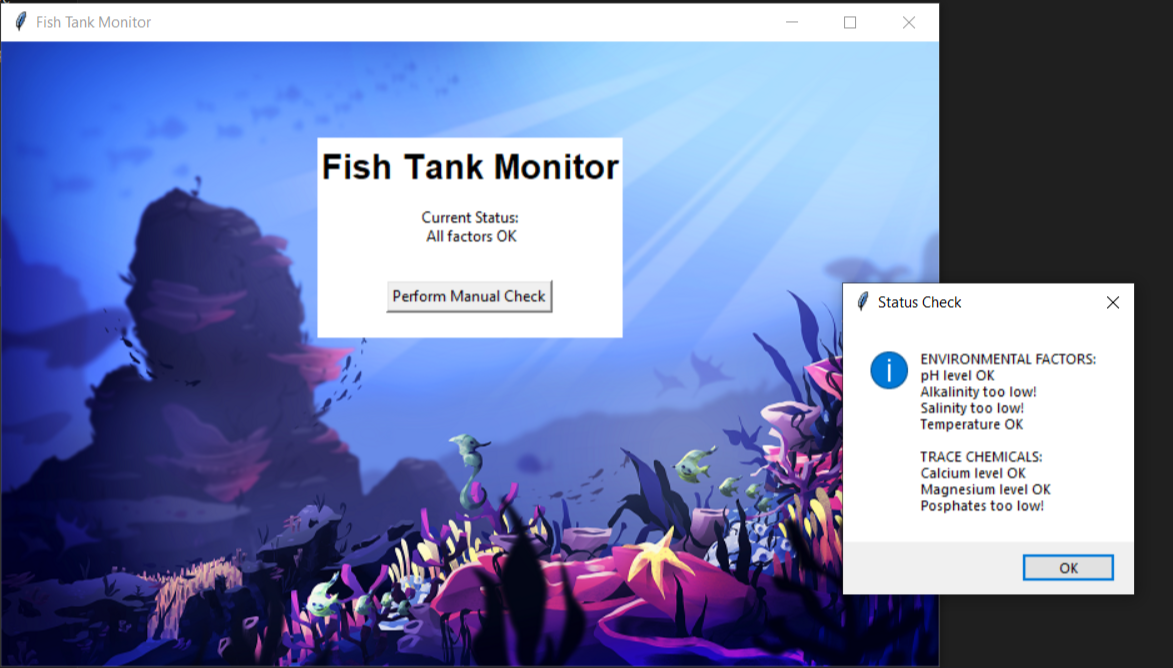 Fish Tank Monitor
Fish Tank Monitor
Current Status:
All factors OK
Perform Manual Check
Status Check
ENVIRONMENTAL FACTORS:
pH level OK
Alkalinity too low!
Salinity too low!
Temperature OK
TRACE CHEMICALS:
Calcium level OK
Magnesium level OK
Posphates too low!
OK